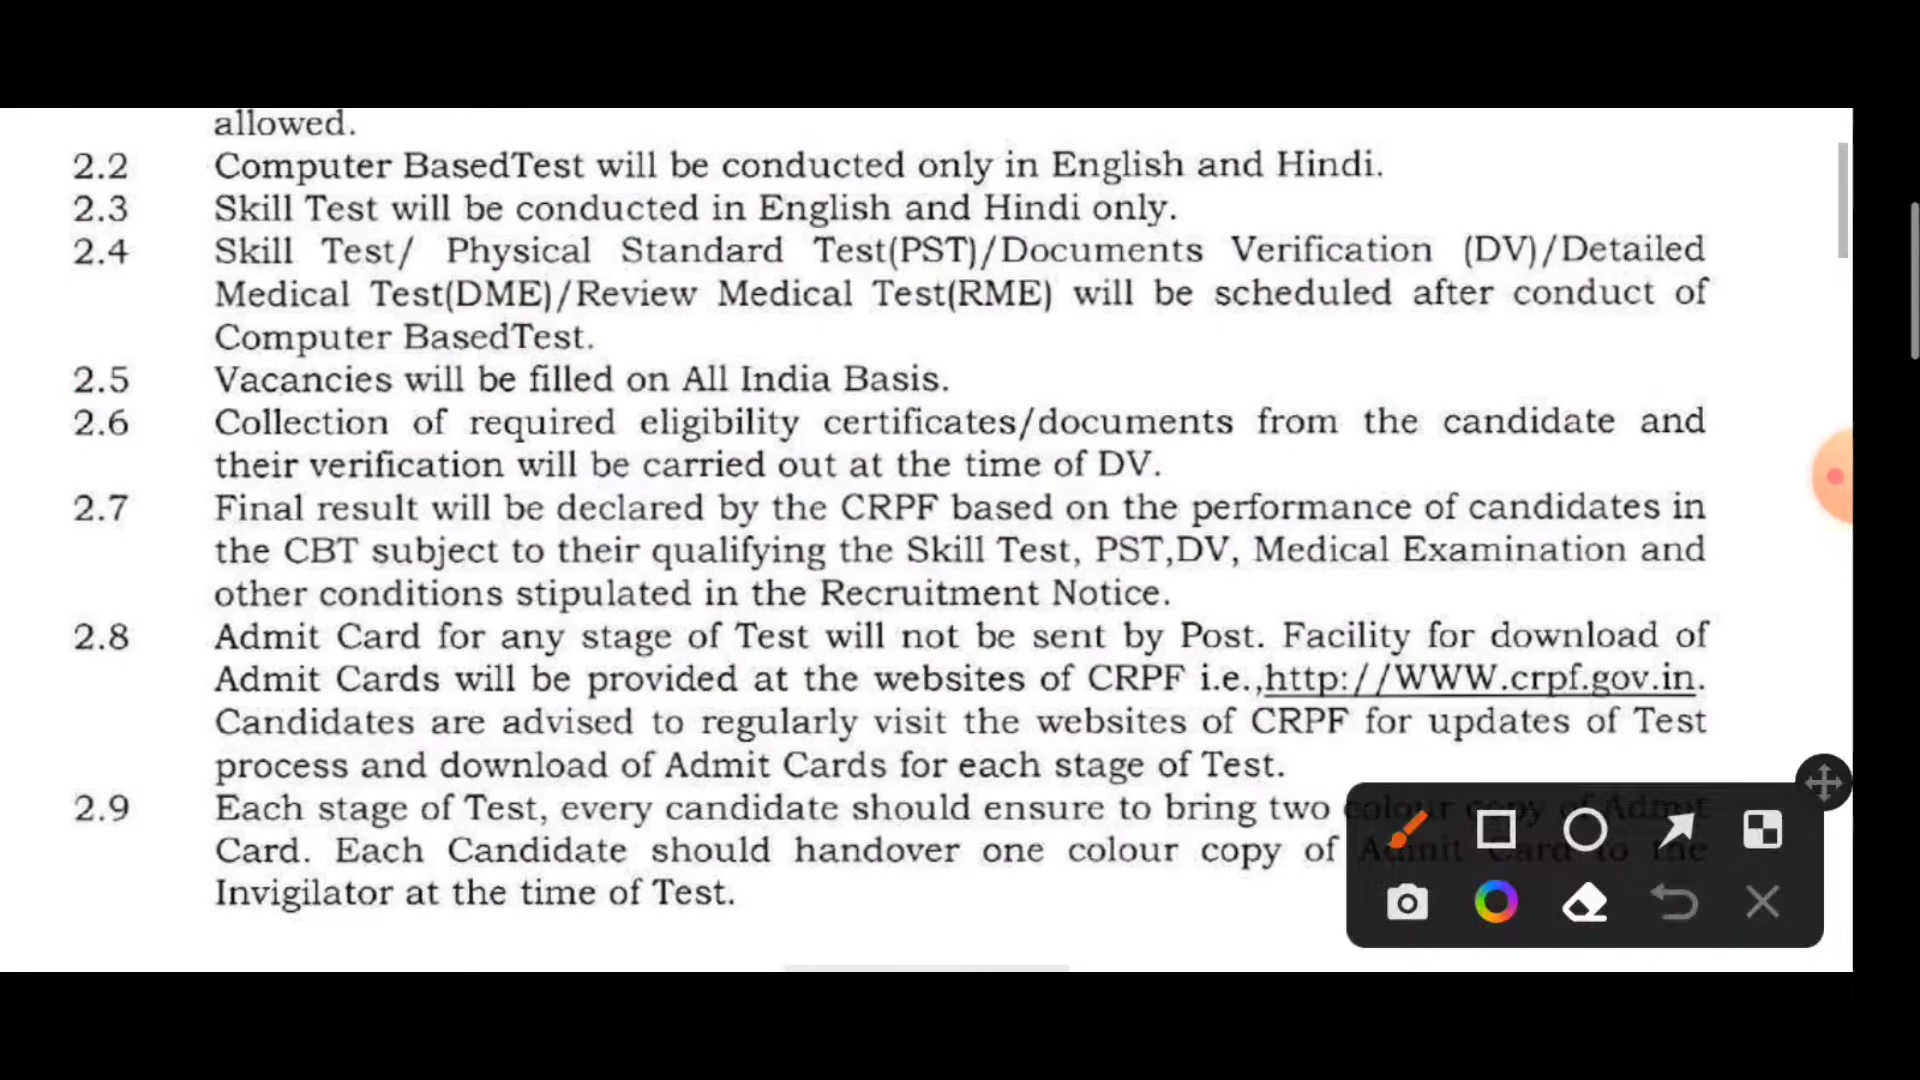 allowed.
2.2 Computer BasedTest will be conducted only in English and Hindi.
2.3 Skill Test will be conducted in English and Hindi only.
2.4 Skill Test/ Physical Standard Test(PST)/Documents Verification (DV)/Detailed
Medical Test(DME)/Review Medical Test(RME) will be scheduled after conduct of
Computer BasedTest.
2.5 Vacancies will be filled on All India Basis.
2.6 Collection of required eligibility certificates/documents from the candidate and
their verification will be carried out at the time of DV.
2.7 Final result will be declared by the CRPF based on the performance of candidates in
the CBT subject to their qualifying the Skill Test, PST,DV, Medical Examination and
other conditions stipulated in the Recruitment Notice.
2.8 Admit Card for any stage of Test will not be sent by Post. Facility for download of
Admit Cards will be provided at the websites of CRPF i.e.,http://WWW.crpf.gov.in.
Candidates are advised to regularly visit the websites of CRPF for updates of Test
process and download of Admit Cards for each stage of Test.
2.9 Each stage of Test, every candidate should ensure to bring two colour copy of Admit
Card. Each Candidate should handover one colour copy of Admit Card to the
Invigilator at the time of Test.